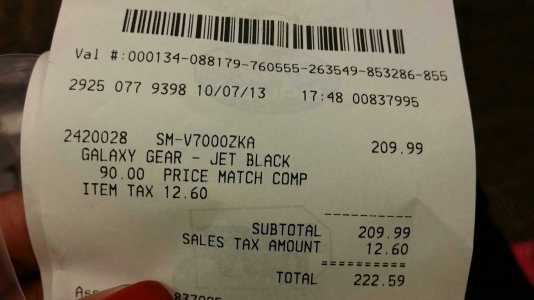 Val #:000134-088179-760555-263549-853286-855
2925 077 9398 10/07/13 17:48 00837995
2420028 SM-V7000ZKA 209.99
GALAXY GEAR - JET BLACK
90.00 PRICE MATCH COMP
ITEM TAX 12.60
SUBTOTAL 209.99
SALES TAX AMOUNT 12.60
==========
TOTAL 222.59